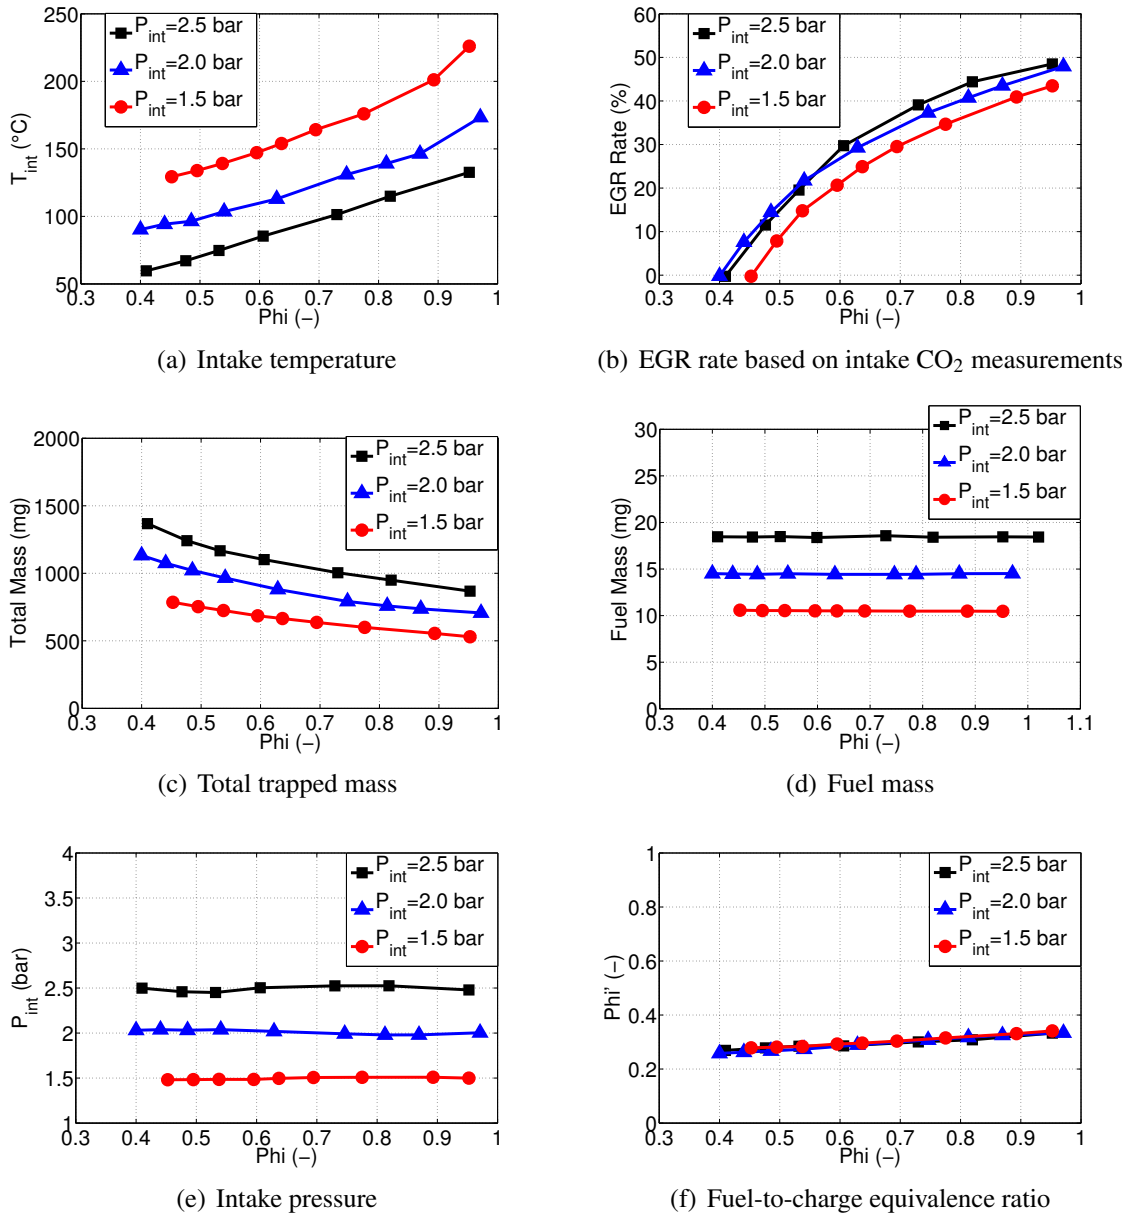 250
200
150
100
50
T_int (°C)
P_int=2.5 bar
P_int=2.0 bar
P_int=1.5 bar
0.3 0.4 0.5 0.6 0.7 0.8 0.9 1
Phi (−)
(a) Intake temperature
60
50
40
30
20
10
0
EGR Rate (%)
P_int=2.5 bar
P_int=2.0 bar
P_int=1.5 bar
0.3 0.4 0.5 0.6 0.7 0.8 0.9 1
Phi (−)
(b) EGR rate based on intake CO₂ measurements
2000
1500
1000
500
0
Total Mass (mg)
P_int=2.5 bar
P_int=2.0 bar
P_int=1.5 bar
0.3 0.4 0.5 0.6 0.7 0.8 0.9 1
Phi (−)
(c) Total trapped mass
30
25
20
15
10
5
0
Fuel Mass (mg)
P_int=2.5 bar
P_int=2.0 bar
P_int=1.5 bar
0.3 0.4 0.5 0.6 0.7 0.8 0.9 1 1.1
Phi (−)
(d) Fuel mass
4
3.5
3
2.5
2
1.5
1
P_int (bar)
P_int=2.5 bar
P_int=2.0 bar
P_int=1.5 bar
0.3 0.4 0.5 0.6 0.7 0.8 0.9 1
Phi (−)
(e) Intake pressure
1
0.8
0.6
0.4
0.2
0
Phi' (−)
P_int=2.5 bar
P_int=2.0 bar
P_int=1.5 bar
0.3 0.4 0.5 0.6 0.7 0.8 0.9 1
Phi (−)
(f) Fuel-to-charge equivalence ratio